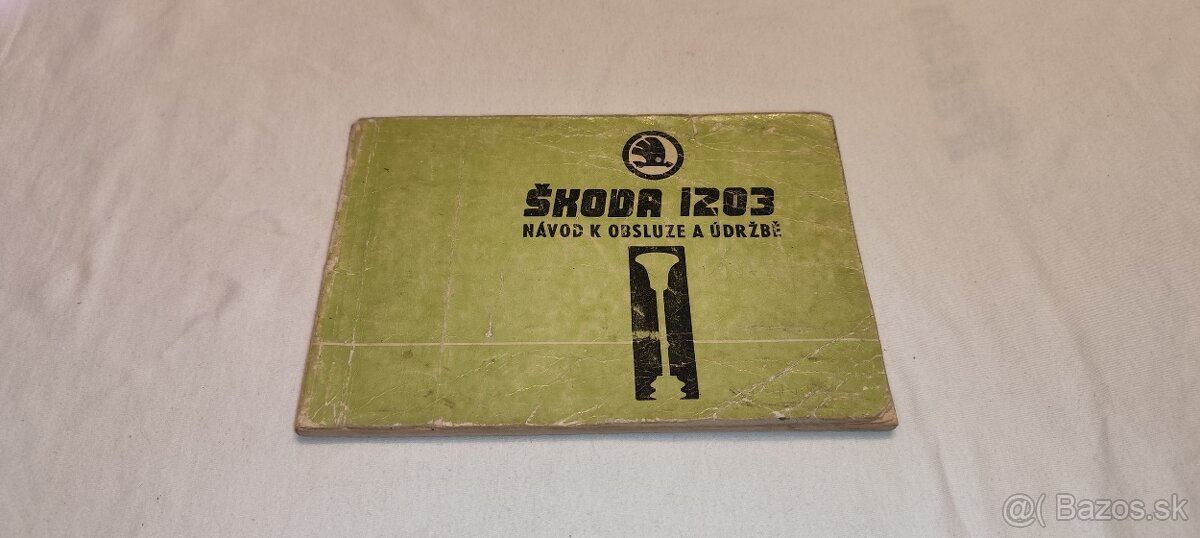 ŠKODA 1203
NÁVOD K OBSLUZE A ÚDRŽBĚ
@( Bazos.sk